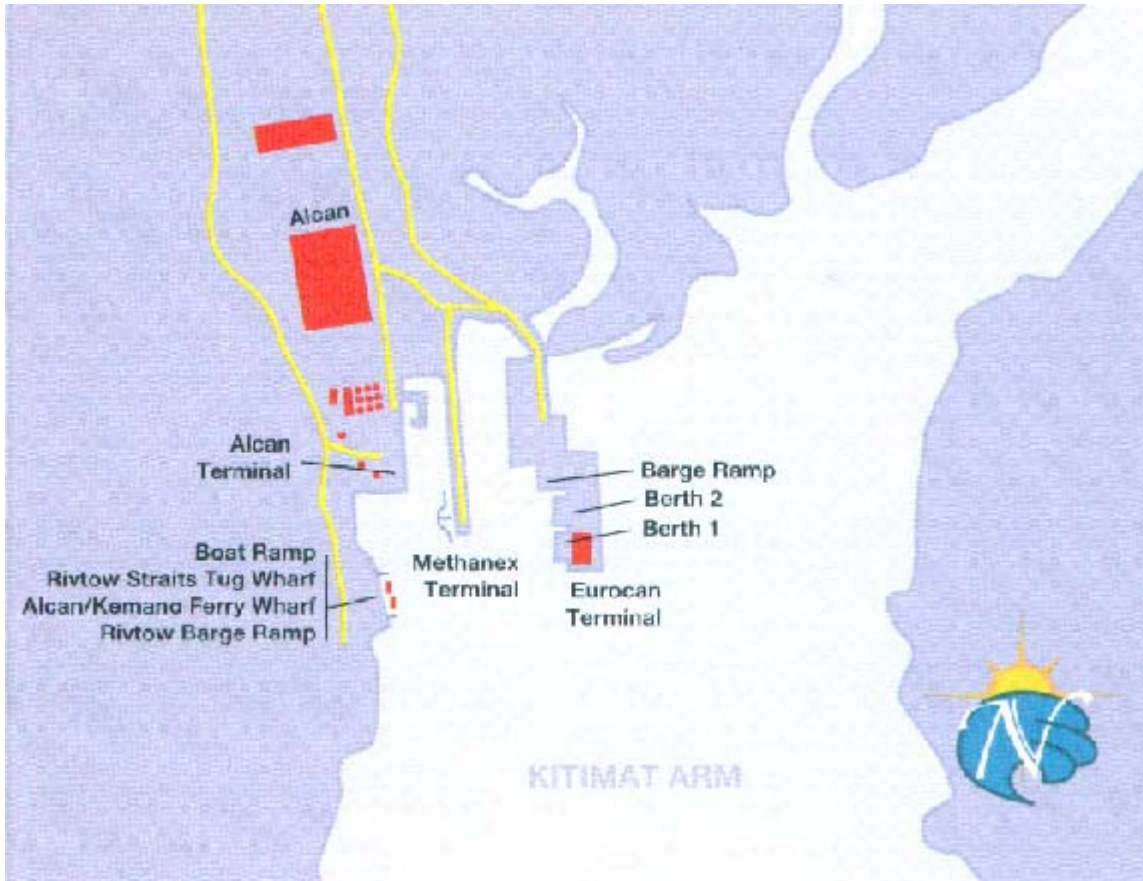 Alcan
Alcan
Terminal
Barge Ramp
Berth 2
Berth 1
Boat Ramp
Rivtow Straits Tug Wharf
Alcan/Kemano Ferry Wharf
Rivtow Barge Ramp
Methanex
Terminal
Eurocan
Terminal
KITIMAT ARM
N